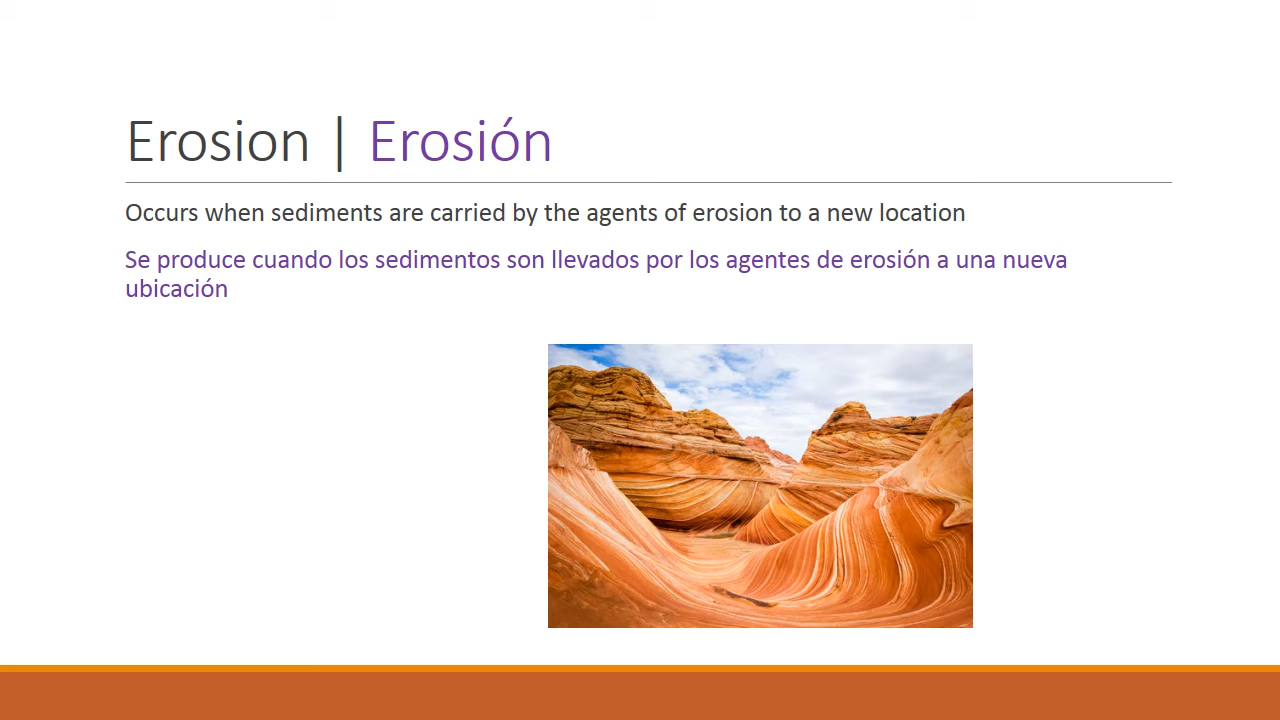 Erosion | Erosión
Occurs when sediments are carried by the agents of erosion to a new location
Se produce cuando los sedimentos son llevados por los agentes de erosión a una nueva
ubicación